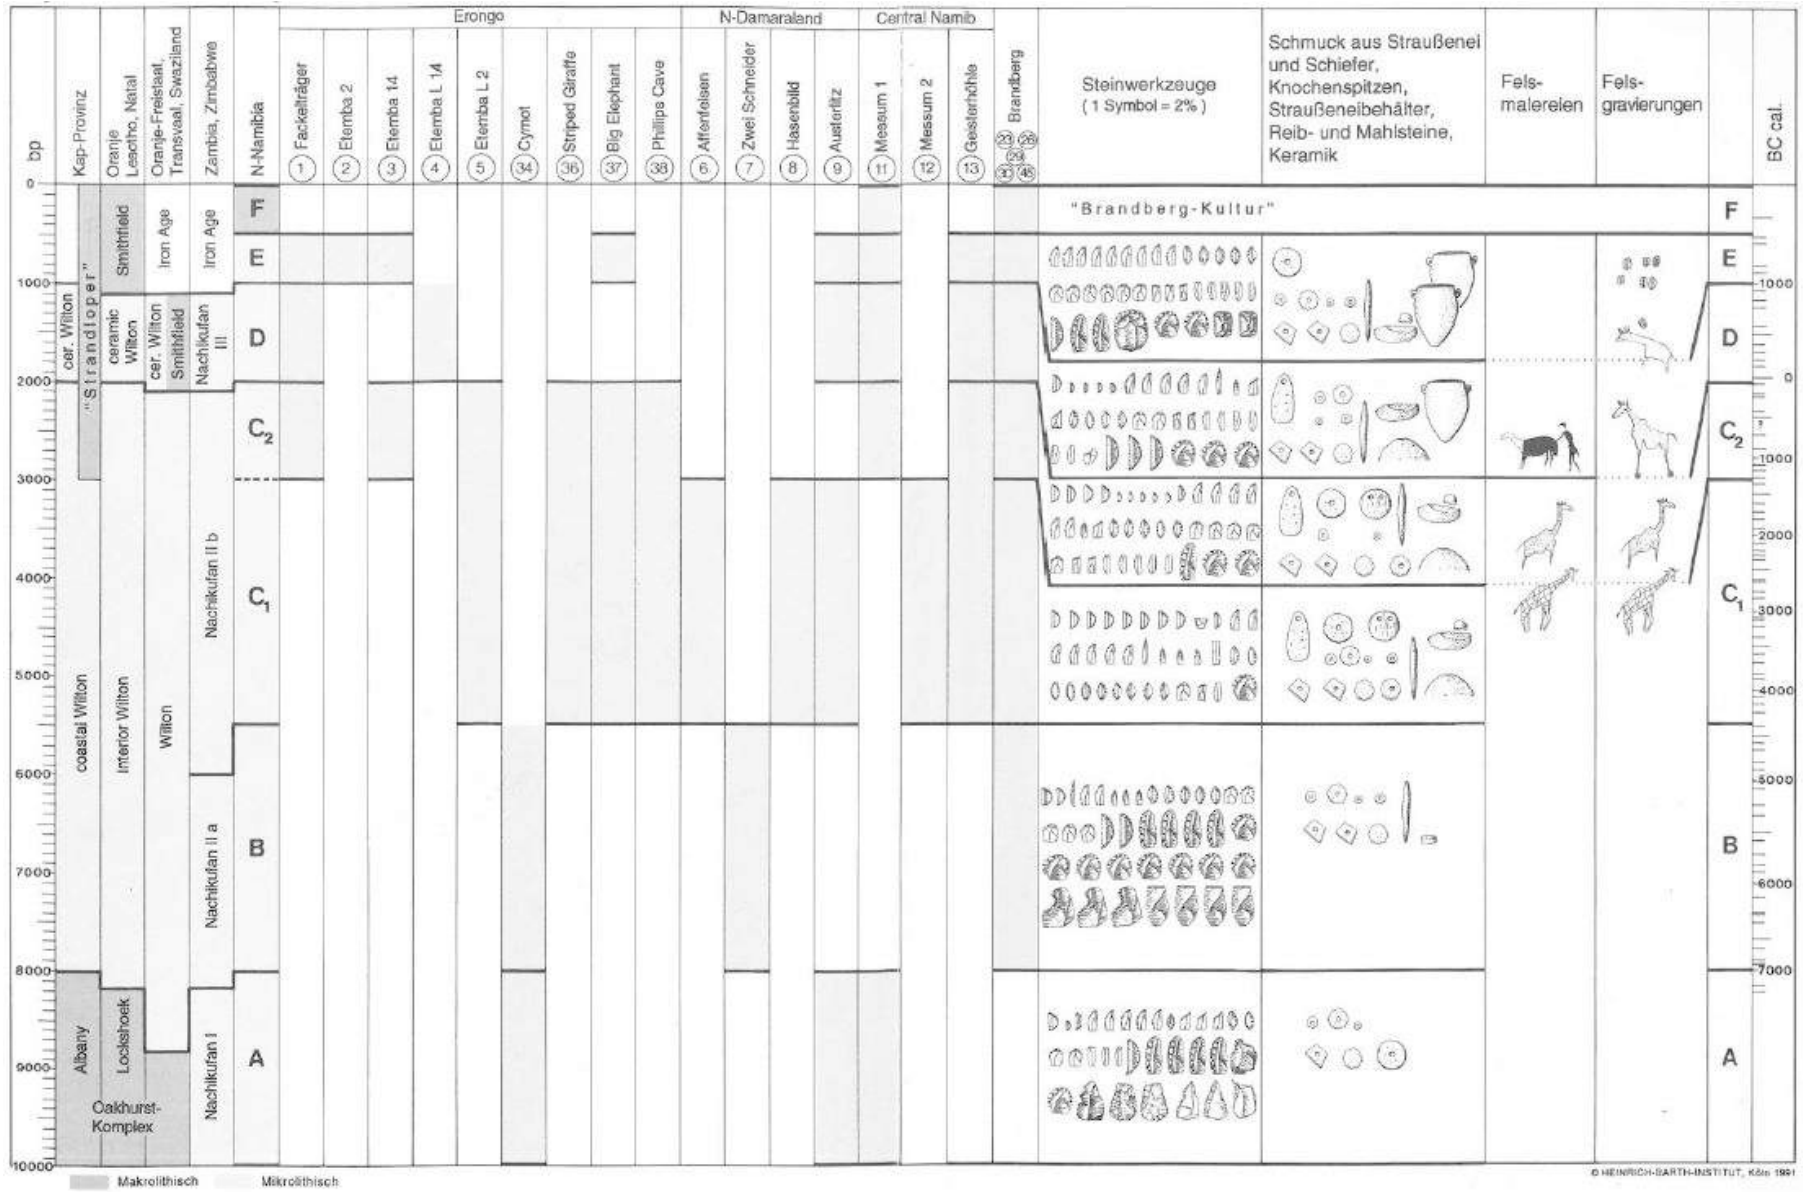 Erongo
N-Damaraland
Central Namib
bp
Kap-Provinz
Oranje
Lesotho, Natal
Oranje-Freistaat,
Transvaal, Swaziland
Zambia, Zimbabwe
N-Namibia
1 Fackelträger
2 Etemba 2
3 Etemba 14
4 Etemba L 14
5 Etemba L 2
34 Cymot
36 Striped Giraffe
37 Big Elephant
38 Phillips Cave
6 Affenfelsen
7 Zwei Schneider
8 Hasenbild
9 Austerlitz
11 Messum 1
12 Messum 2
13 Geisterhöhle
Brandberg
23 28
29
30 45
Steinwerkzeuge
( 1 Symbol = 2% )
Schmuck aus Straußenei
und Schiefer,
Knochenspitzen,
Straußeneibehälter,
Reib- und Mahlsteine,
Keramik
Fels-
malereien
Fels-
gravierungen
BC cal.
0
1000
2000
3000
4000
5000
6000
7000
8000
9000
10000
cer. Wilton
"Strandloper"
coastal Wilton
Albany
Smithfield
ceramic
Wilton
Interior Wilton
Lockshoek
Oakhurst-
Komplex
Iron Age
cer. Wilton
Smithfield
Wilton
Iron Age
Nachikufan
III
Nachikufan II b
Nachikufan II a
Nachikufan I
F
E
D
C2
C1
B
A
"Brandberg-Kultur"
F
E
D
C2
C1
B
A
1000
0
1000
2000
3000
4000
5000
6000
7000
Makrolithisch
Mikrolithisch
© HEINRICH-BARTH-INSTITUT, Köln 1991